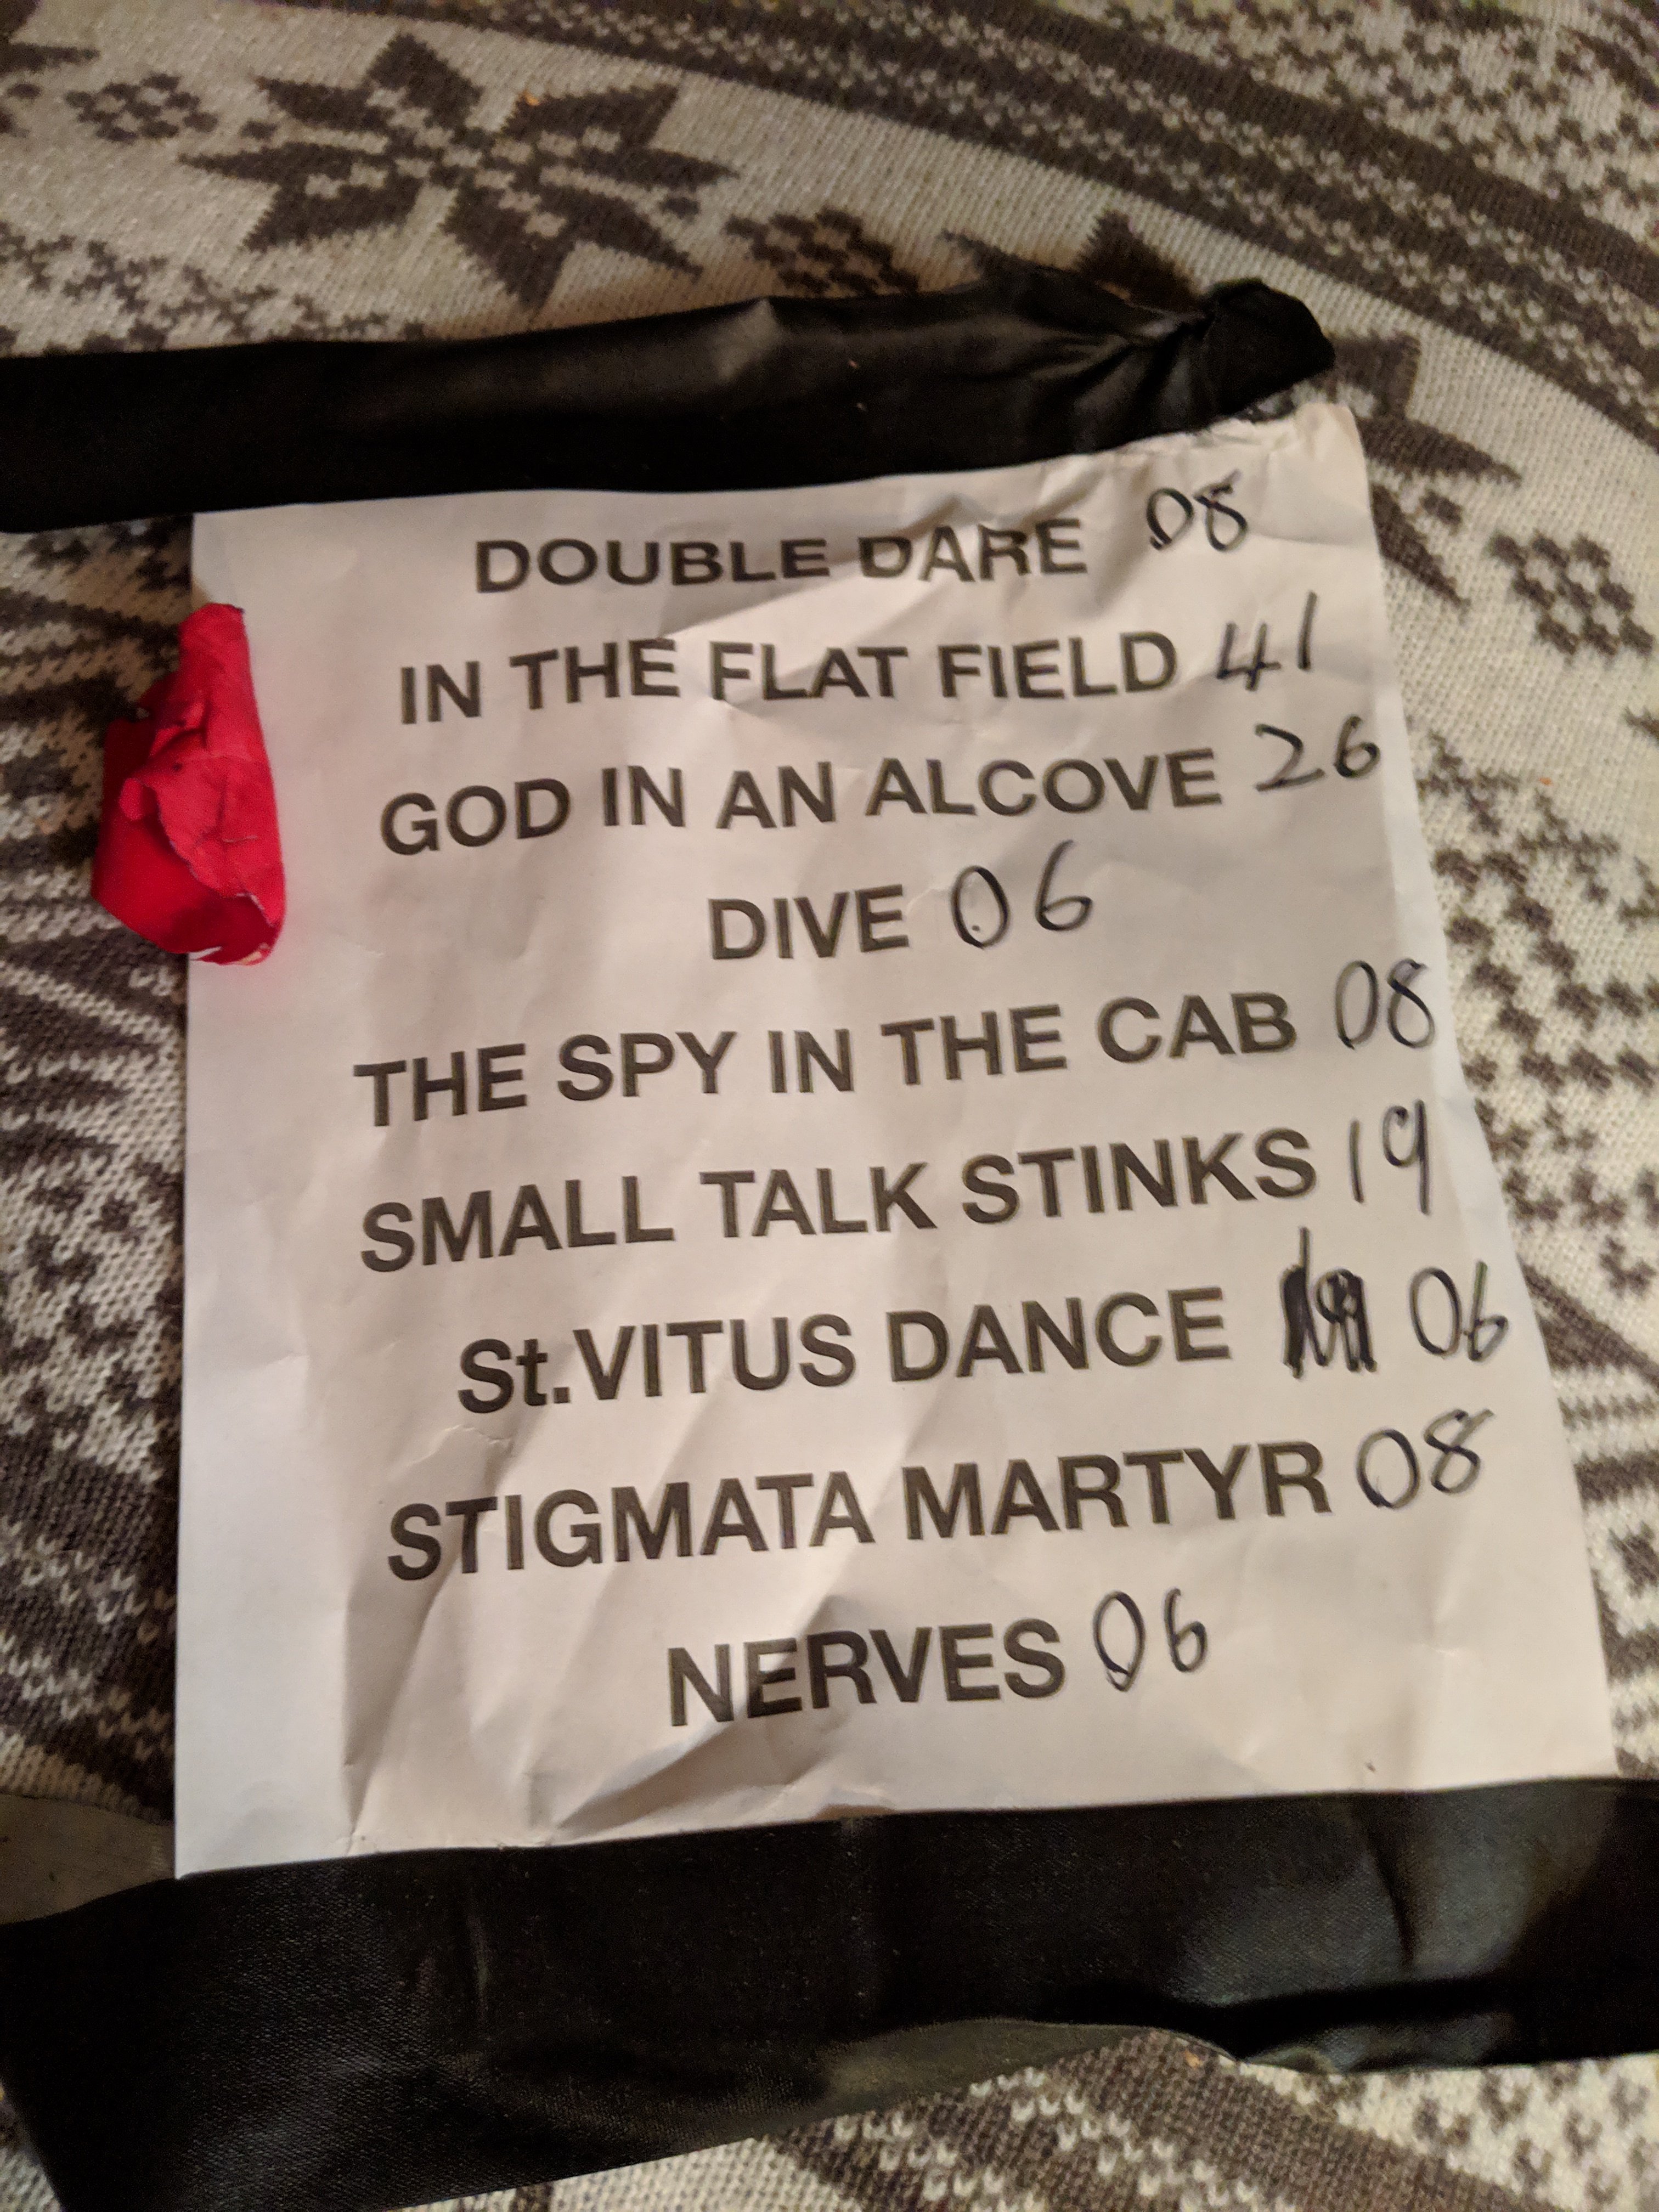 DOUBLE DARE 08
IN THE FLAT FIELD 41
GOD IN AN ALCOVE 26
DIVE 06
THE SPY IN THE CAB 08
SMALL TALK STINKS 19
St.VITUS DANCE 06
STIGMATA MARTYR 08
NERVES 06